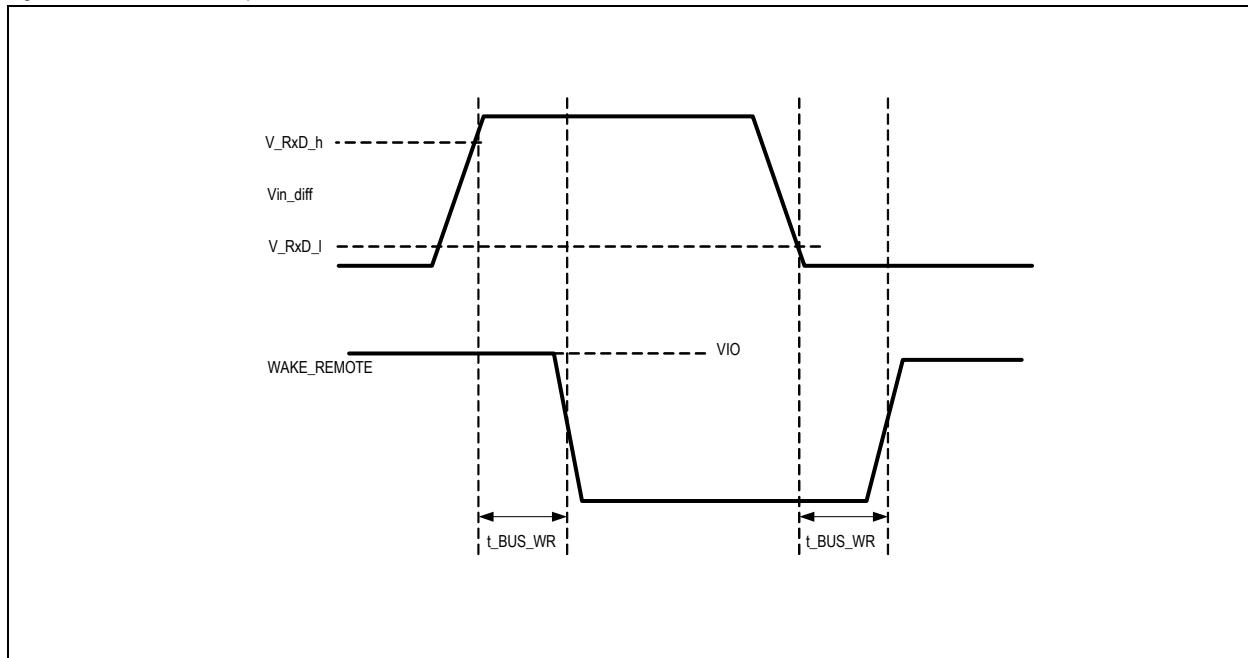 V_RxD_h
Vin_diff
V_RxD_l
VIO
WAKE_REMOTE
t_BUS_WR
t_BUS_WR